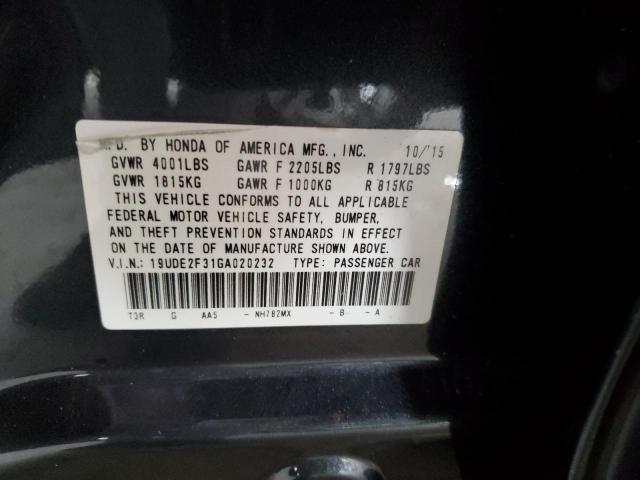 MFD. BY HONDA OF AMERICA MFG., INC. 10/'15
GVWR 4001LBS GAWR F 2205LBS R 1797LBS
GVWR 1815KG GAWR F 1000KG R 815KG
THIS VEHICLE CONFORMS TO ALL APPLICABLE
FEDERAL MOTOR VEHICLE SAFETY, BUMPER,
AND THEFT PREVENTION STANDARDS IN EFFECT
ON THE DATE OF MANUFACTURE SHOWN ABOVE.
V.I.N.: 19UDE2F31GA020232 TYPE: PASSENGER CAR
T3R G AA5 - NH782MX - B - A